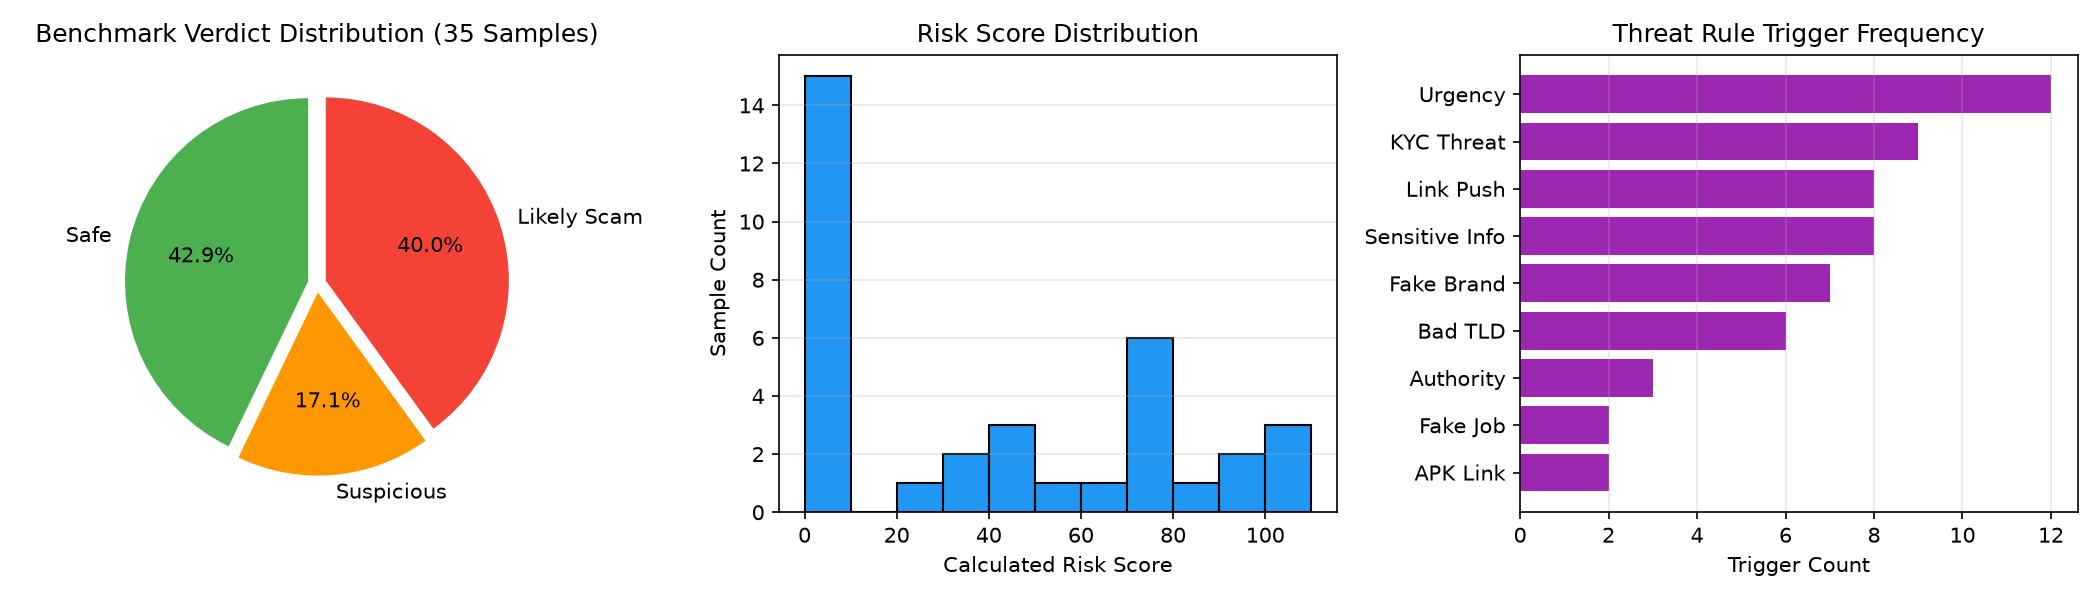 Benchmark Verdict Distribution (35 Samples)
Safe
42.9%
40.0%
Likely Scam
17.1%
Suspicious
Risk Score Distribution
Sample Count
14
12
10
8
6
4
2
0
0
20
40
60
80
100
Calculated Risk Score
Threat Rule Trigger Frequency
Urgency
KYC Threat
Link Push
Sensitive Info
Fake Brand
Bad TLD
Authority
Fake Job
APK Link
0
2
4
6
8
10
12
Trigger Count